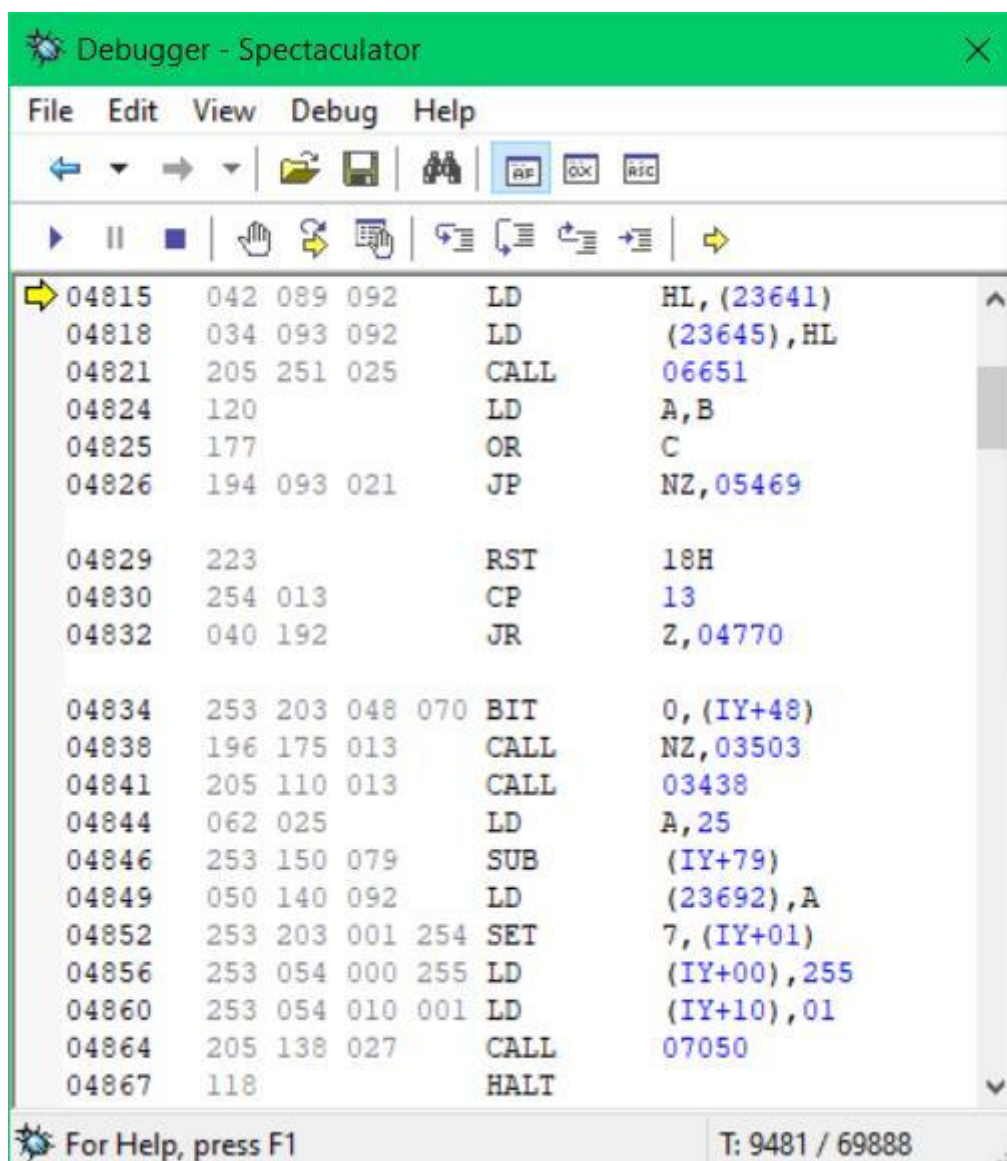 Debugger - Spectaculator
File Edit View Debug Help
AF 0X ASC
04815 042 089 092 LD HL,(23641)
04818 034 093 092 LD (23645),HL
04821 205 251 025 CALL 06651
04824 120 LD A,B
04825 177 OR C
04826 194 093 021 JP NZ,05469
04829 223 RST 18H
04830 254 013 CP 13
04832 040 192 JR Z,04770
04834 253 203 048 070 BIT 0,(IY+48)
04838 196 175 013 CALL NZ,03503
04841 205 110 013 CALL 03438
04844 062 025 LD A,25
04846 253 150 079 SUB (IY+79)
04849 050 140 092 LD (23692),A
04852 253 203 001 254 SET 7,(IY+01)
04856 253 054 000 255 LD (IY+00),255
04860 253 054 010 001 LD (IY+10),01
04864 205 138 027 CALL 07050
04867 118 HALT
For Help, press F1 T: 9481 / 69888